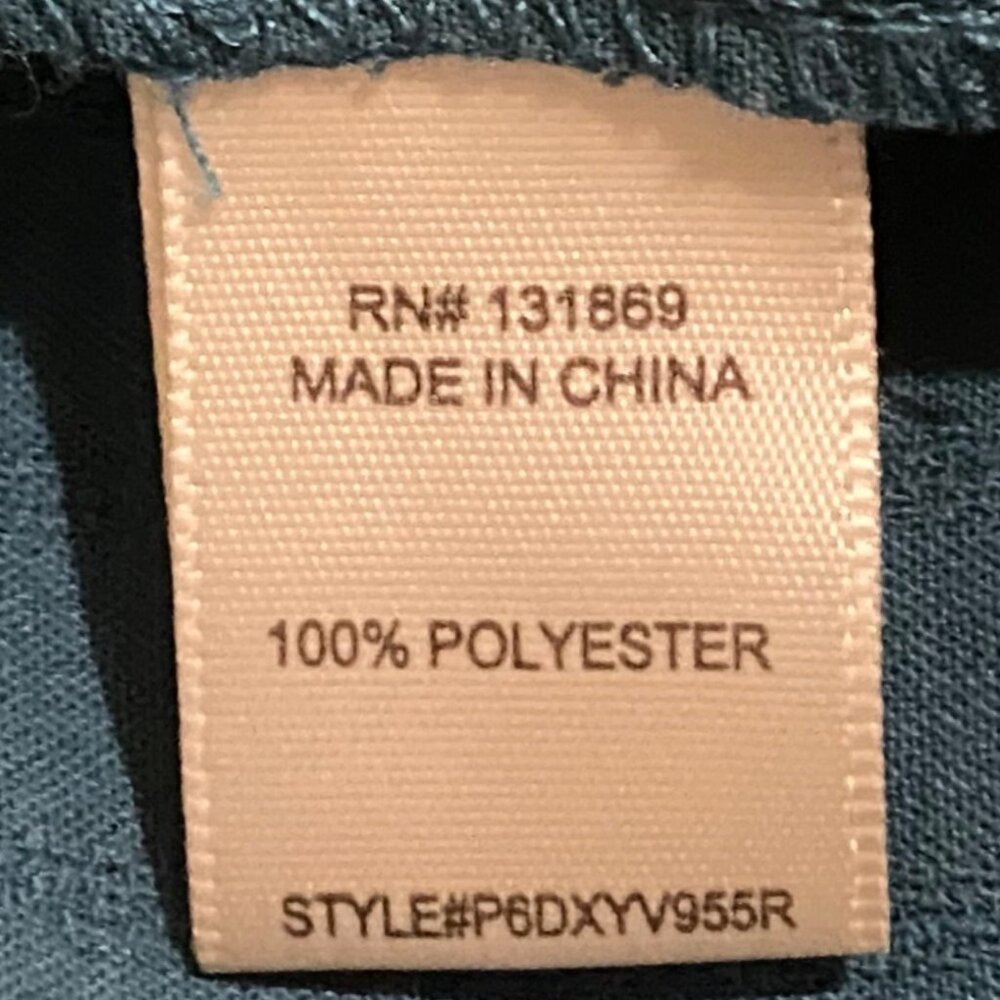 RN# 131869
MADE IN CHINA
100% POLYESTER
STYLE#P6DXYV955R